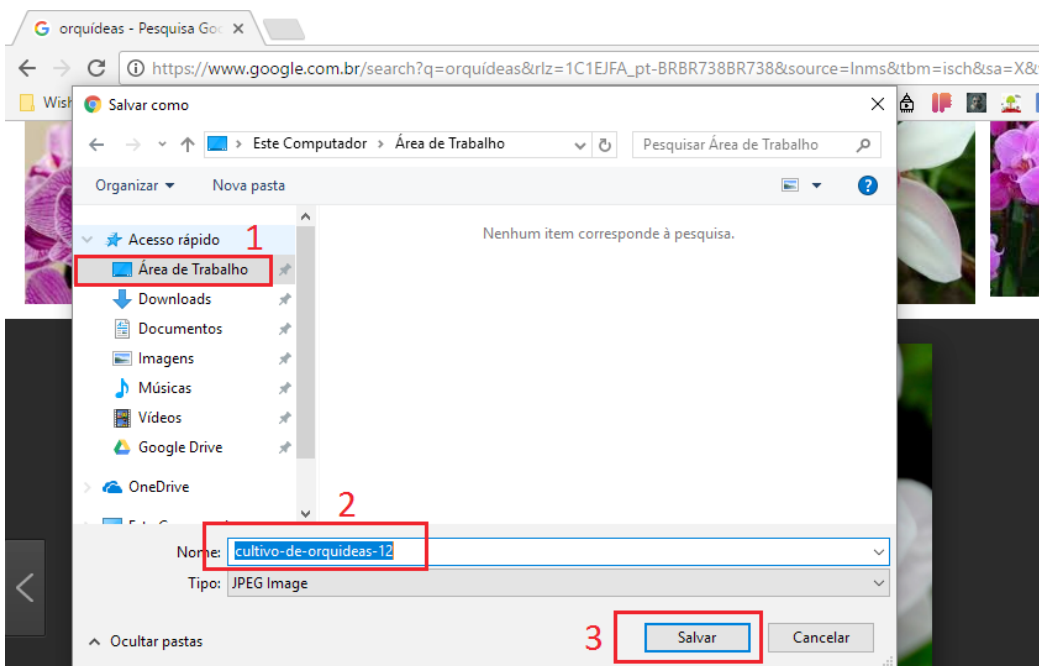 orquídeas - Pesquisa Goo
https://www.google.com.br/search?q=orquídeas&rlz=1C1EJFA_pt-BRBR738BR738&source=lnms&tbm=isch&sa=X&
Wish
Salvar como
Este Computador > Área de Trabalho
Pesquisar Área de Trabalho
Organizar
Nova pasta
Nenhum item corresponde à pesquisa.
Acesso rápido
1
Área de Trabalho
Downloads
Documentos
Imagens
Músicas
Vídeos
Google Drive
OneDrive
2
Nome: cultivo-de-orquideas-12
Tipo: JPEG Image
Ocultar pastas
3
Salvar
Cancelar